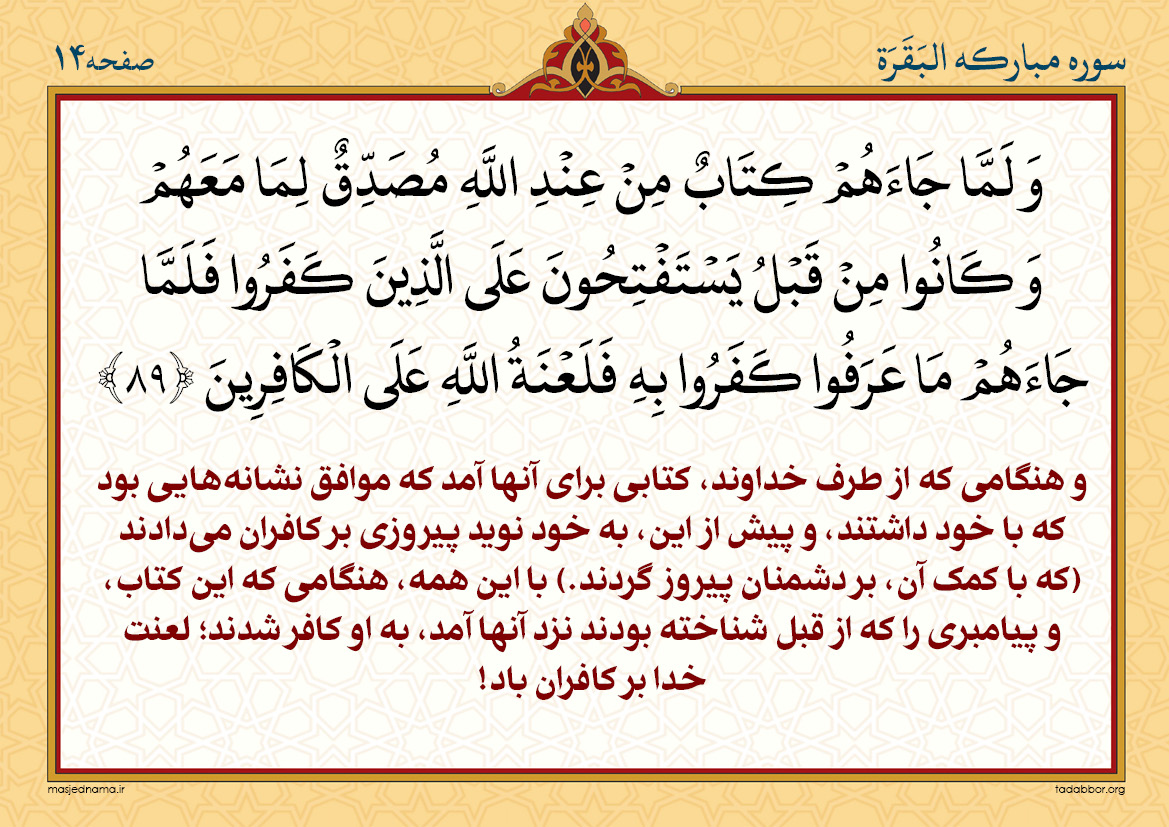 سوره مبارکه البَقَرَة
صفحه۱۴
وَ لَمَّا جَاءَهُمْ كِتَابٌ مِنْ عِنْدِ اللَّهِ مُصَدِّقٌ لِمَا مَعَهُمْ
وَ كَانُوا مِنْ قَبْلُ يَسْتَفْتِحُونَ عَلَى الَّذِينَ كَفَرُوا فَلَمَّا
جَاءَهُمْ مَا عَرَفُوا كَفَرُوا بِهِ فَلَعْنَةُ اللَّهِ عَلَى الْكَافِرِينَ ﴿۸۹﴾
و هنگامی که از طرف خداوند، کتابی برای آنها آمد که موافق نشانه‌هایی بود
که با خود داشتند، و پیش از این، به خود نوید پیروزی بر کافران می‌دادند
(که با کمک آن، بر دشمنان پیروز گردند.) با این همه، هنگامی که این کتاب،
و پیامبری را که از قبل شناخته بودند نزد آنها آمد، به او کافر شدند؛ لعنت
خدا بر کافران باد!
masjednama.ir
tadabbor.org